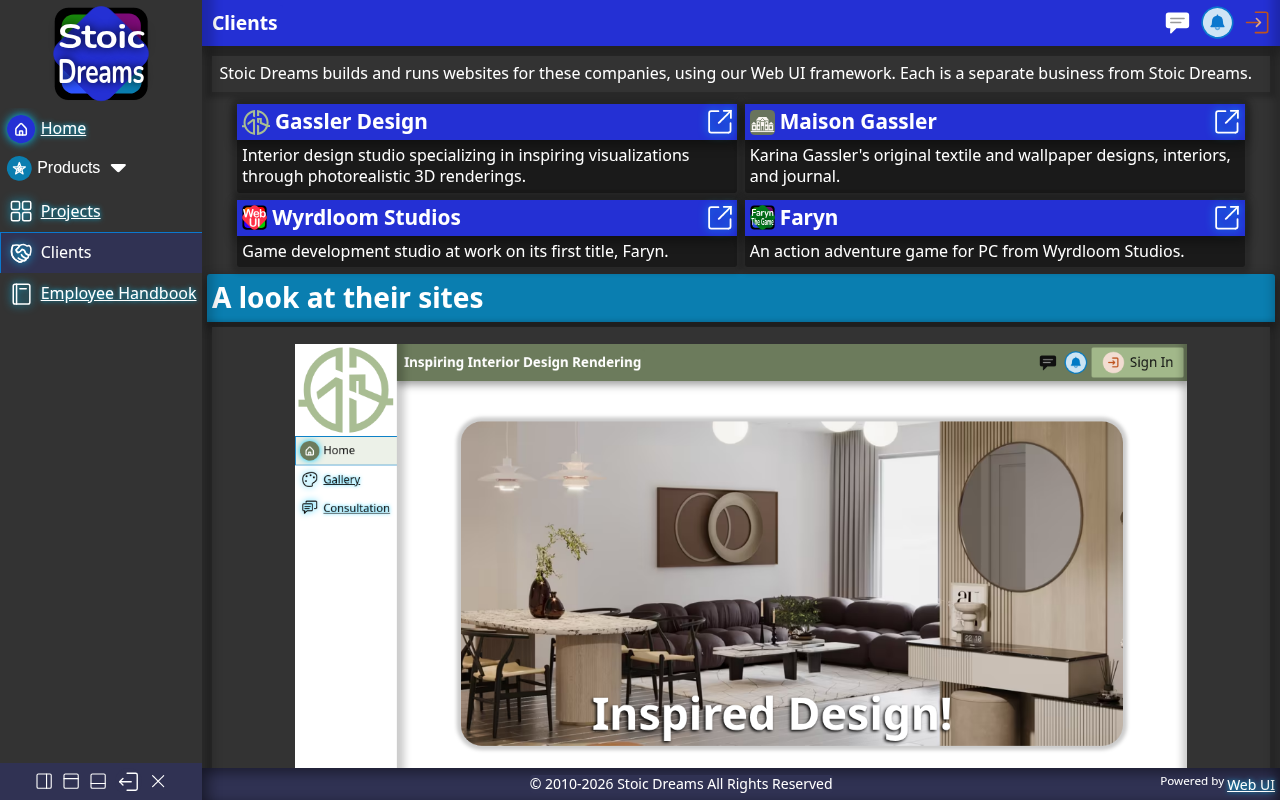 Stoic
Dreams
Home
Products
Projects
Clients
Employee Handbook
Clients
Stoic Dreams builds and runs websites for these companies, using our Web UI framework. Each is a separate business from Stoic Dreams.
Gassler Design
Interior design studio specializing in inspiring visualizations
through photorealistic 3D renderings.
Maison Gassler
Karina Gassler's original textile and wallpaper designs, interiors,
and journal.
Web
UI
Wyrdloom Studios
Game development studio at work on its first title, Faryn.
Faryn
The Game
Faryn
An action adventure game for PC from Wyrdloom Studios.
A look at their sites
Inspiring Interior Design Rendering
Sign In
Home
Gallery
Consultation
Inspired Design!
© 2010-2026 Stoic Dreams All Rights Reserved
Powered by Web UI